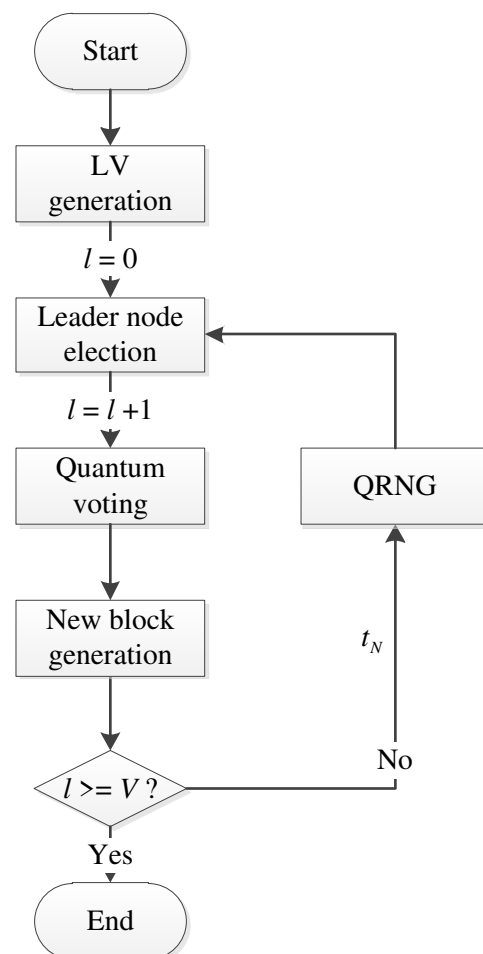 Start
LV
generation
l = 0
Leader node
election
l = l +1
Quantum
voting
QRNG
New block
generation
t_N
No
l >= V ?
Yes
End